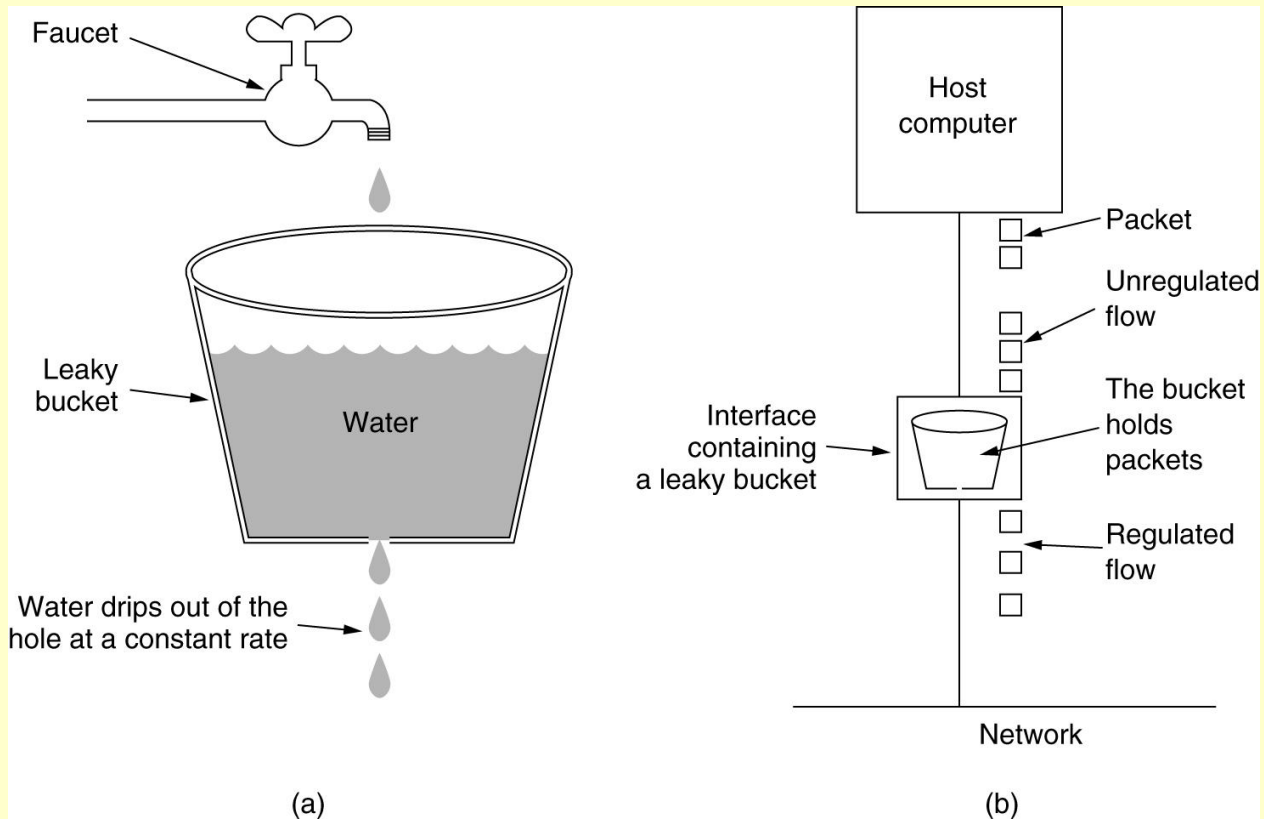 Faucet
Leaky
bucket
Water
Water drips out of the
hole at a constant rate
(a)
Host
computer
Packet
Unregulated
flow
The bucket
holds
packets
Interface
containing
a leaky bucket
Regulated
flow
Network
(b)